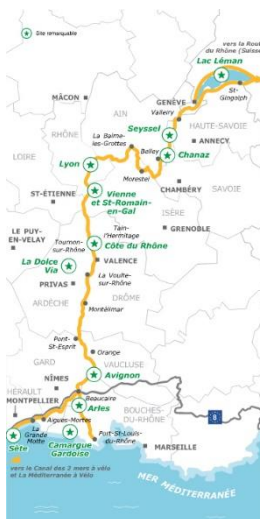 Site remarquable
vers la Route
du Rhône (Suisse)
Lac Léman
MÂCON
GENÈVE
St-
Gingolph
AIN
Vallery
HAUTE-SAVOIE
RHÔNE
La Balme-
les-Grottes
Seyssel
ANNECY
LOIRE
Belley
Chanaz
Lyon
Morestel
CHAMBÉRY
SAVOIE
ST-ÉTIENNE
Vienne
et St-Romain-
en-Gal
ISÈRE
LE PUY-
EN-VELAY
Tain-
l'Hermitage
GRENOBLE
Tournon-
sur-Rhône
Côte du Rhône
La Dolce
Via
VALENCE
PRIVAS
La Voulte-
sur-Rhône
ARDÈCHE
DRÔME
Montélimar
Pont-
St-Esprit
Orange
GARD
VAUCLUSE
Avignon
NÎMES
HÉRAULT
Beaucaire
MONTPELLIER
Arles
BOUCHES-
DU-RHÔNE
8
Aigues-Mortes
La
Grande
Motte
Sète
Camargue
Gardoise
Port-St-Louis-
du-Rhône
MARSEILLE
vers le Canal des 2 mers à vélo
et La Méditerranée à Vélo
MER MÉDITERRANÉE